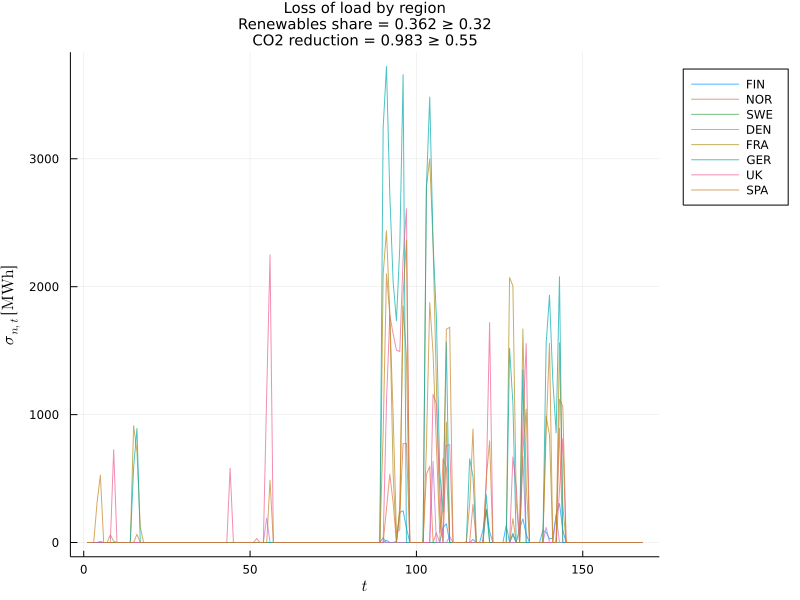 Loss of load by region
Renewables share = 0.362 ≥ 0.32
CO2 reduction = 0.983 ≥ 0.55
σn,t [MWh]
3000
2000
1000
0
0
50
100
150
t
FIN
NOR
SWE
DEN
FRA
GER
UK
SPA